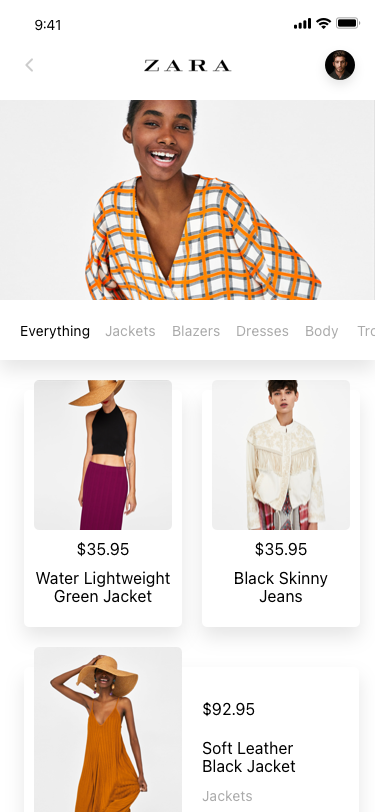 9:41
ZARA
Everything Jackets Blazers Dresses Body Tro
$35.95
Water Lightweight
Green Jacket
$35.95
Black Skinny
Jeans
$92.95
Soft Leather
Black Jacket
Jackets